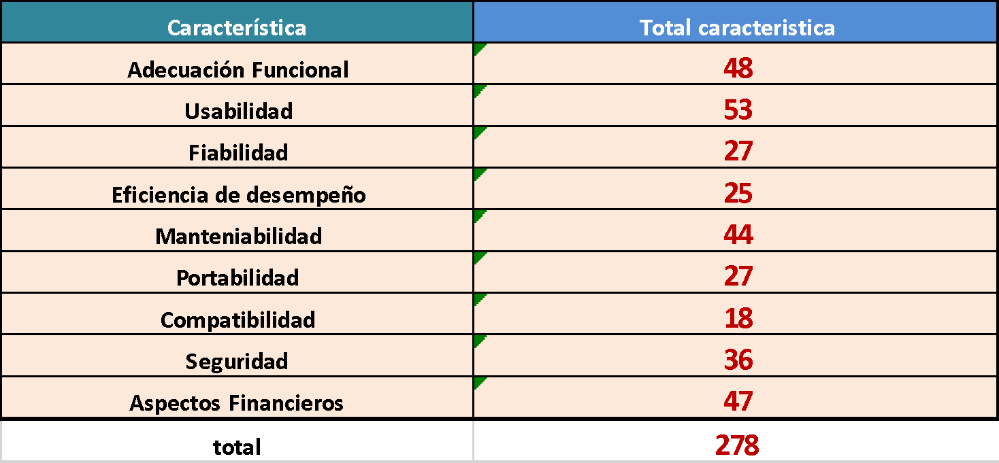 Característica Total caracteristica
Adecuación Funcional 48
Usabilidad 53
Fiabilidad 27
Eficiencia de desempeño 25
Manteniabilidad 44
Portabilidad 27
Compatibilidad 18
Seguridad 36
Aspectos Financieros 47
total 278